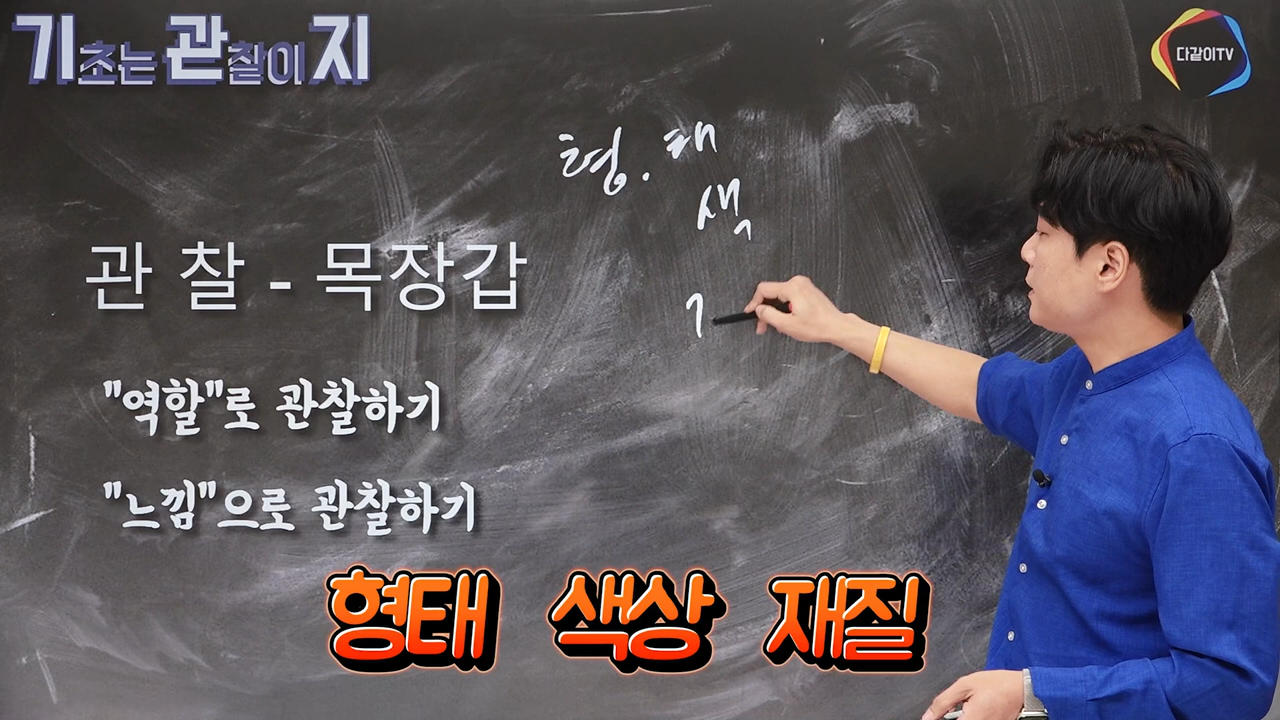 기초는 관찰이지
다같이TV
형.태
색
관찰 - 목장갑
"역할"로 관찰하기
"느낌"으로 관찰하기
형태 색상 재질